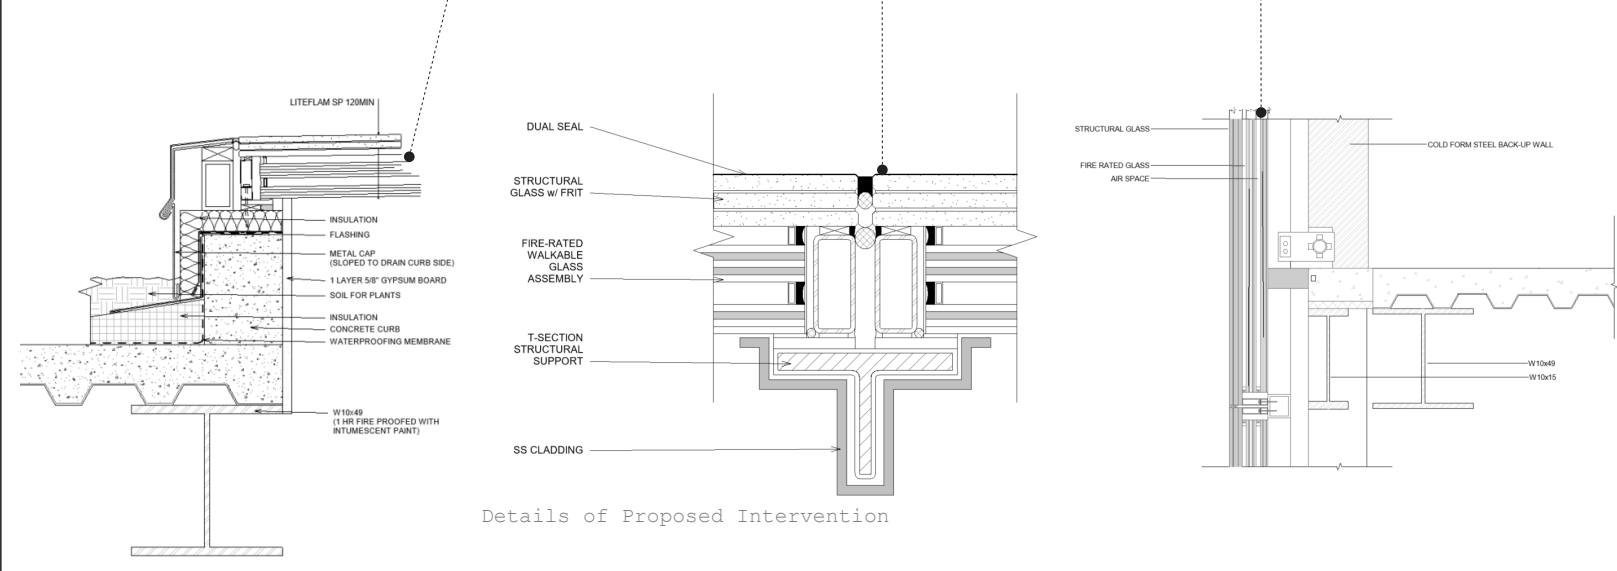 LITEFLAM SP 120MIN
INSULATION
FLASHING
METAL CAP
(SLOPED TO DRAIN CURB SIDE)
1 LAYER 5/8" GYPSUM BOARD
SOIL FOR PLANTS
INSULATION
CONCRETE CURB
WATERPROOFING MEMBRANE
W10x49
(1 HR FIRE PROOFED WITH
INTUMESCENT PAINT)
DUAL SEAL
STRUCTURAL
GLASS w/ FRIT
FIRE-RATED
WALKABLE
GLASS
ASSEMBLY
T-SECTION
STRUCTURAL
SUPPORT
SS CLADDING
STRUCTURAL GLASS
FIRE RATED GLASS
AIR SPACE
COLD FORM STEEL BACK-UP WALL
W10x49
W10x15
Details of Proposed Intervention